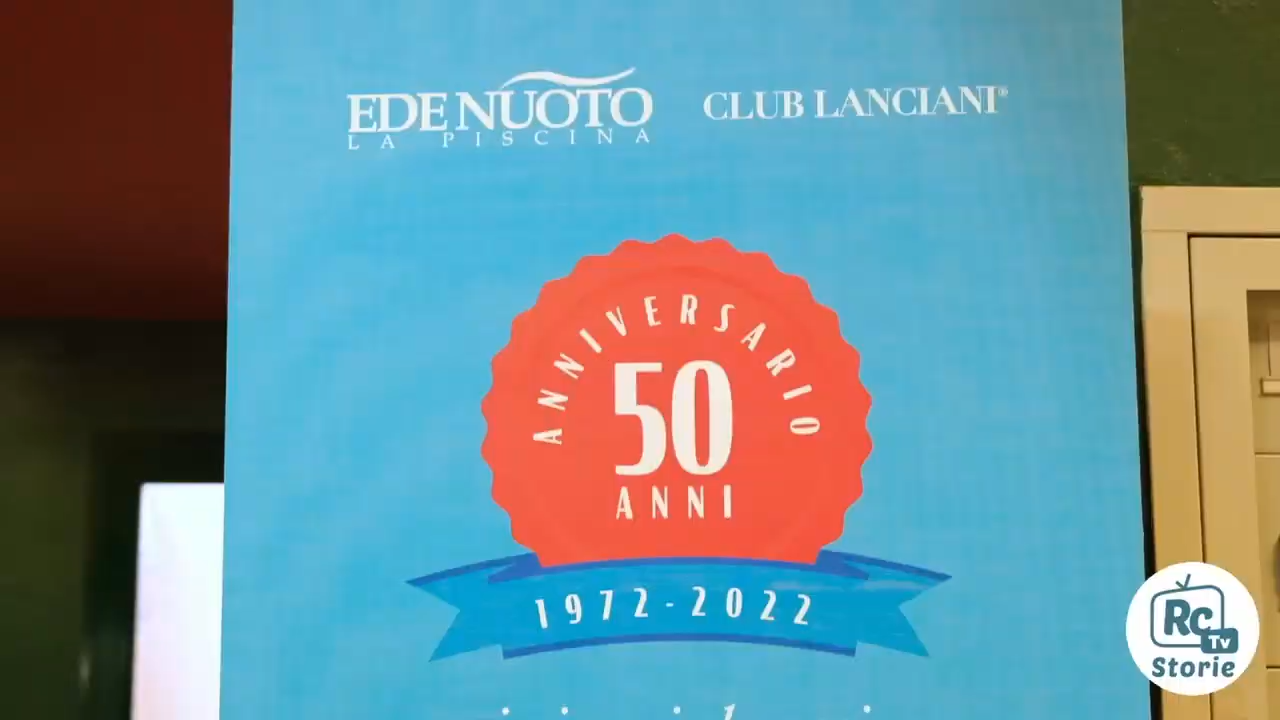 EDENUOTO
LA PISCINA
CLUB LANCIANI®
ANNIVERSARIO
50
ANNI
1972-2022
Rc
Tv
Storie